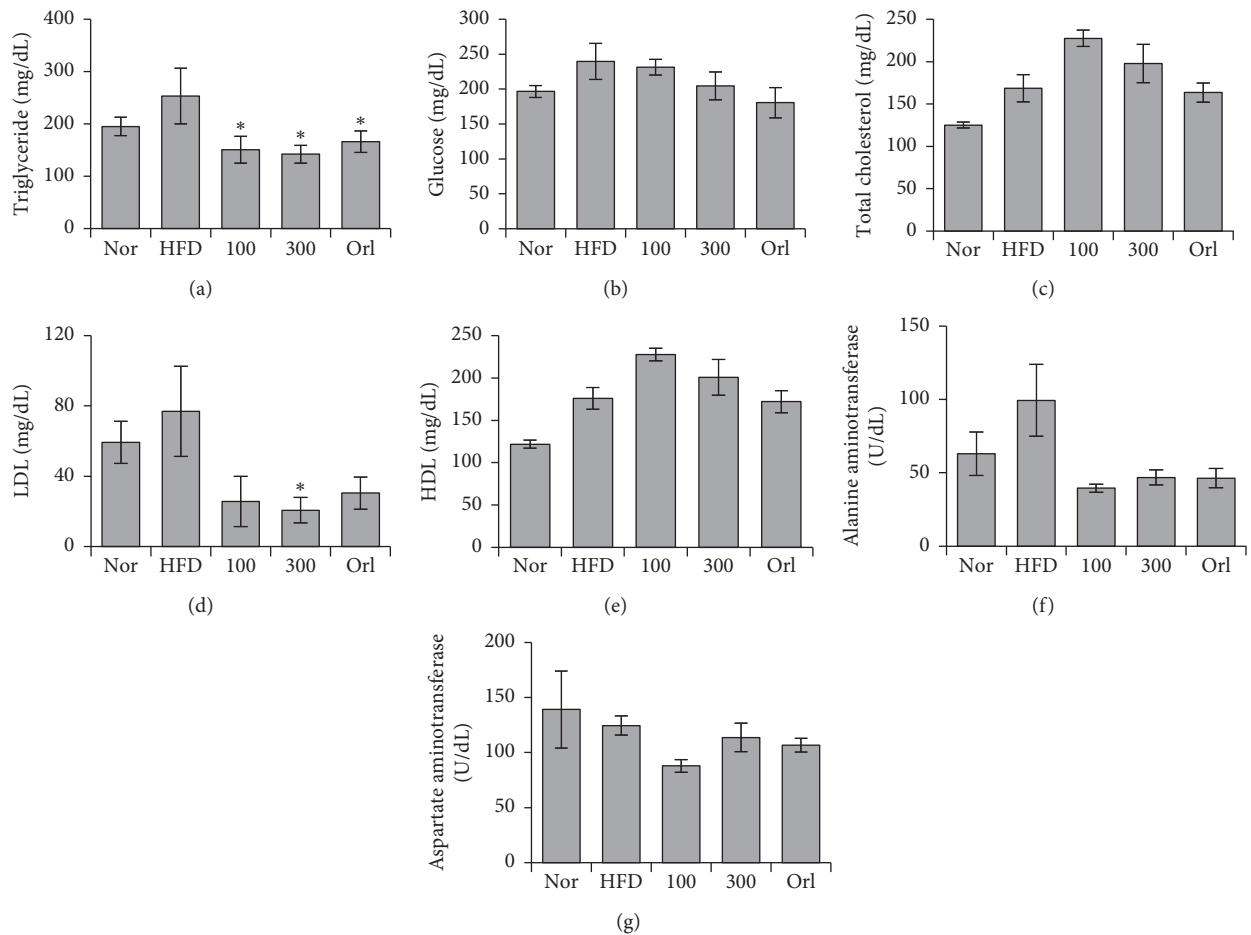 Triglyceride (mg/dL)
400
300
200
100
0
* * *
Nor HFD 100 300 Orl
(a)
Glucose (mg/dL)
300
250
200
150
100
50
0
Nor HFD 100 300 Orl
(b)
Total cholesterol (mg/dL)
250
200
150
100
50
0
Nor HFD 100 300 Orl
(c)
LDL (mg/dL)
120
80
40
0
*
Nor HFD 100 300 Orl
(d)
HDL (mg/dL)
250
200
150
100
50
0
Nor HFD 100 300 Orl
(e)
Alanine aminotransferase
(U/dL)
150
100
50
0
Nor HFD 100 300 Orl
(f)
Aspartate aminotransferase
(U/dL)
200
150
100
50
0
Nor HFD 100 300 Orl
(g)